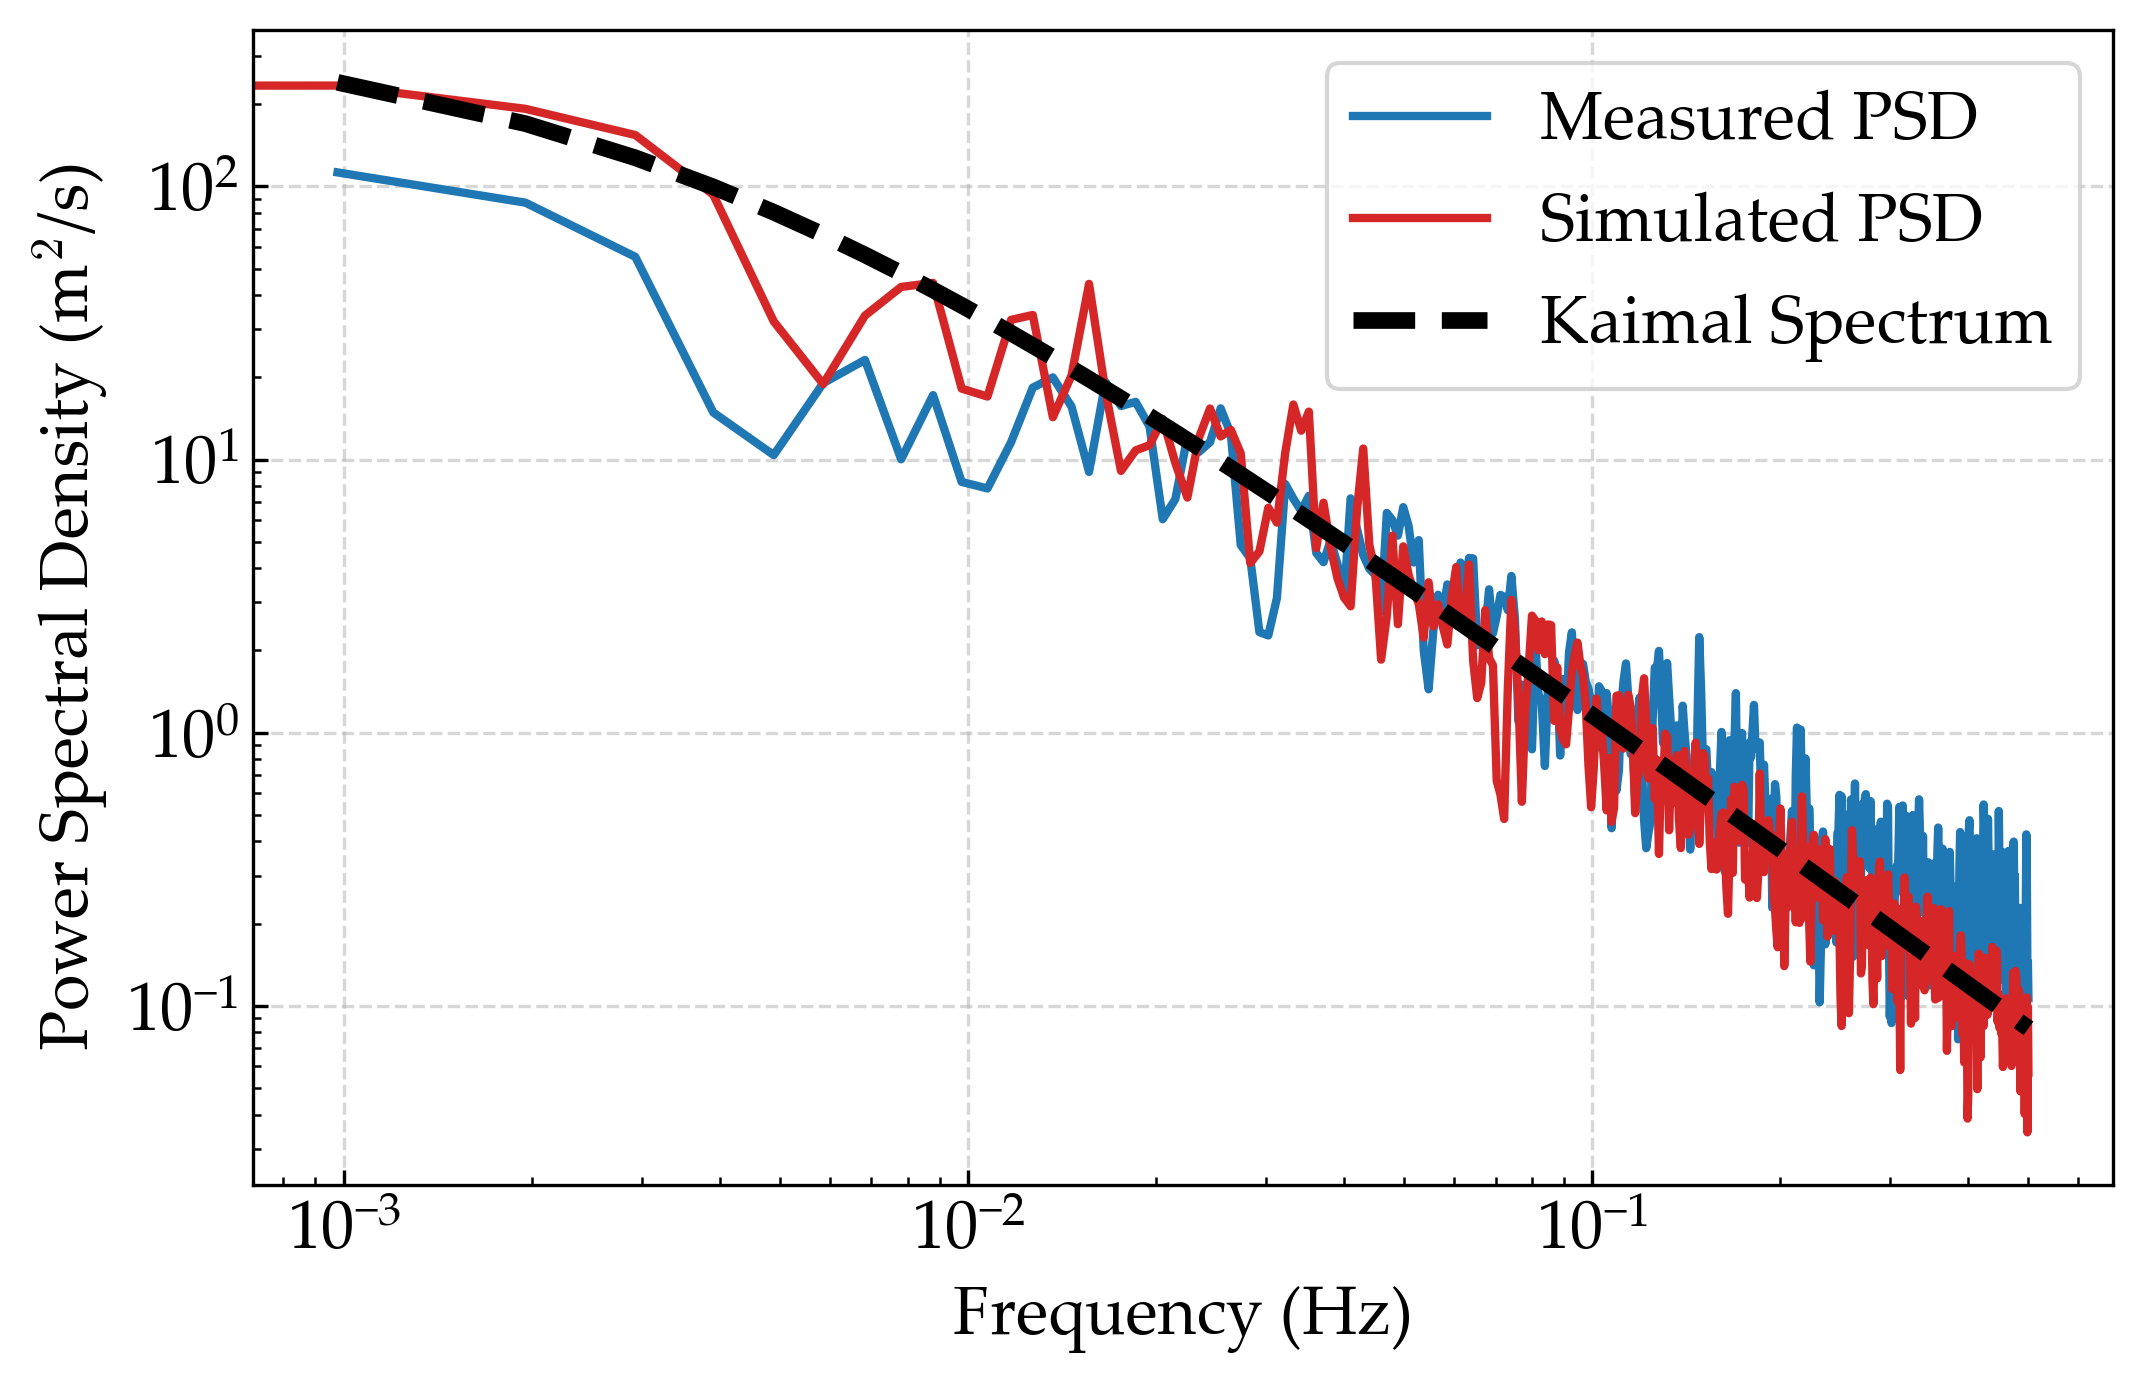 Measured PSD
Simulated PSD
Kaimal Spectrum
Power Spectral Density (m²/s)
10²
10¹
10⁰
10⁻¹
10⁻³ 10⁻² 10⁻¹
Frequency (Hz)